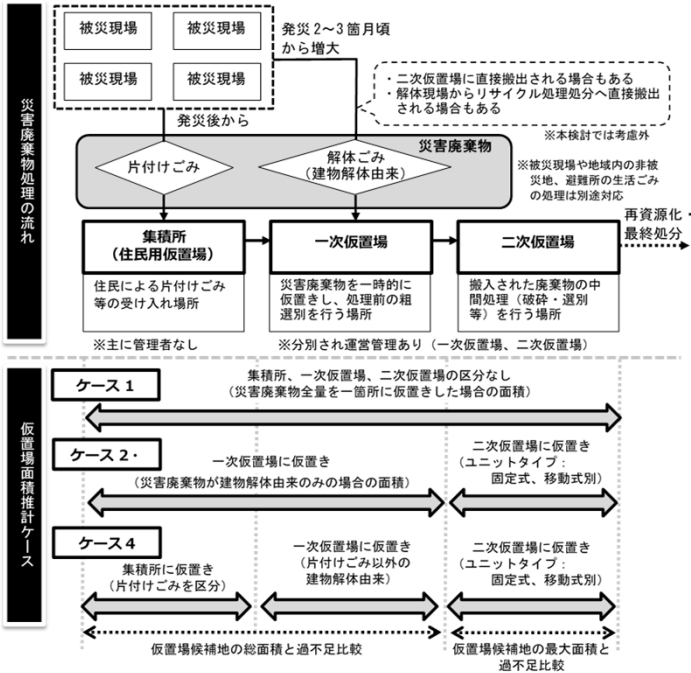 災害廃棄物処理の流れ
被災現場
被災現場
被災現場
被災現場
発災2～3箇月頃
から増大
発災後から
・二次仮置場に直接搬出される場合もある
・解体現場からリサイクル処理処分へ直接搬出
される場合もある
※本検討では考慮外
災害廃棄物
片付けごみ
解体ごみ
（建物解体由来）
※被災現場や地域内の非被
災地、避難所の生活ごみ
の処理は別途対応
集積所
（住民用仮置場）
一次仮置場
二次仮置場
再資源化・
最終処分
住民による片付けごみ
等の受け入れ場所
災害廃棄物を一時的に
仮置きし、処理前の粗
選別を行う場所
搬入された廃棄物の中
間処理（破砕・選別
等）を行う場所
※主に管理者なし
※分別され運営管理あり（一次仮置場、二次仮置場）
仮置場面積推計ケース
ケース1
集積所、一次仮置場、二次仮置場の区分なし
（災害廃棄物全量を一箇所に仮置きした場合の面積）
ケース2・
一次仮置場に仮置き
（災害廃棄物が建物解体由来のみの場合の面積）
二次仮置場に仮置き
（ユニットタイプ：
固定式、移動式別）
ケース4
集積所に仮置き
（片付けごみを区分）
一次仮置場に仮置き
（片付けごみ以外の
建物解体由来）
二次仮置場に仮置き
（ユニットタイプ：
固定式、移動式別）
仮置場候補地の総面積と過不足比較
仮置場候補地の最大面積と
過不足比較